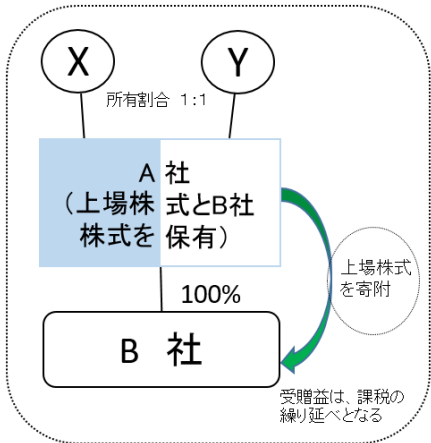 X
Y
所有割合 1:1
A 社
(上場株式とB社
株式を 保有)
上場株式
を寄附
100%
B 社
受贈益は、課税の
繰り延べとなる